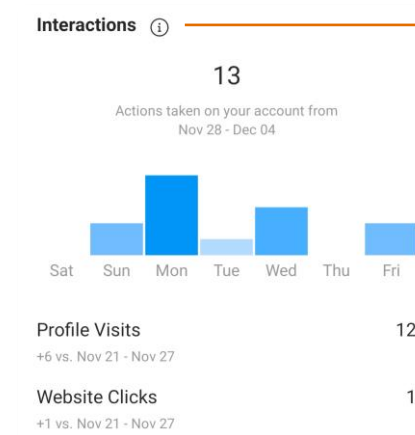 Interactions
13
Actions taken on your account from
Nov 28 - Dec 04
Sat Sun Mon Tue Wed Thu Fri
Profile Visits 12
+6 vs. Nov 21 - Nov 27
Website Clicks 1
+1 vs. Nov 21 - Nov 27